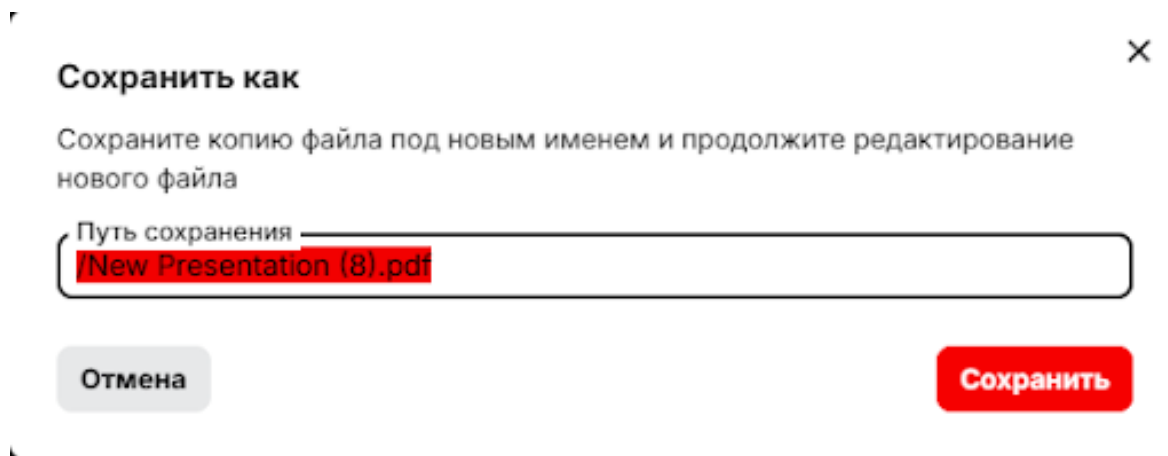 Сохранить как
Сохраните копию файла под новым именем и продолжите редактирование
нового файла
Путь сохранения
/New Presentation (8).pdf
Отмена
Сохранить